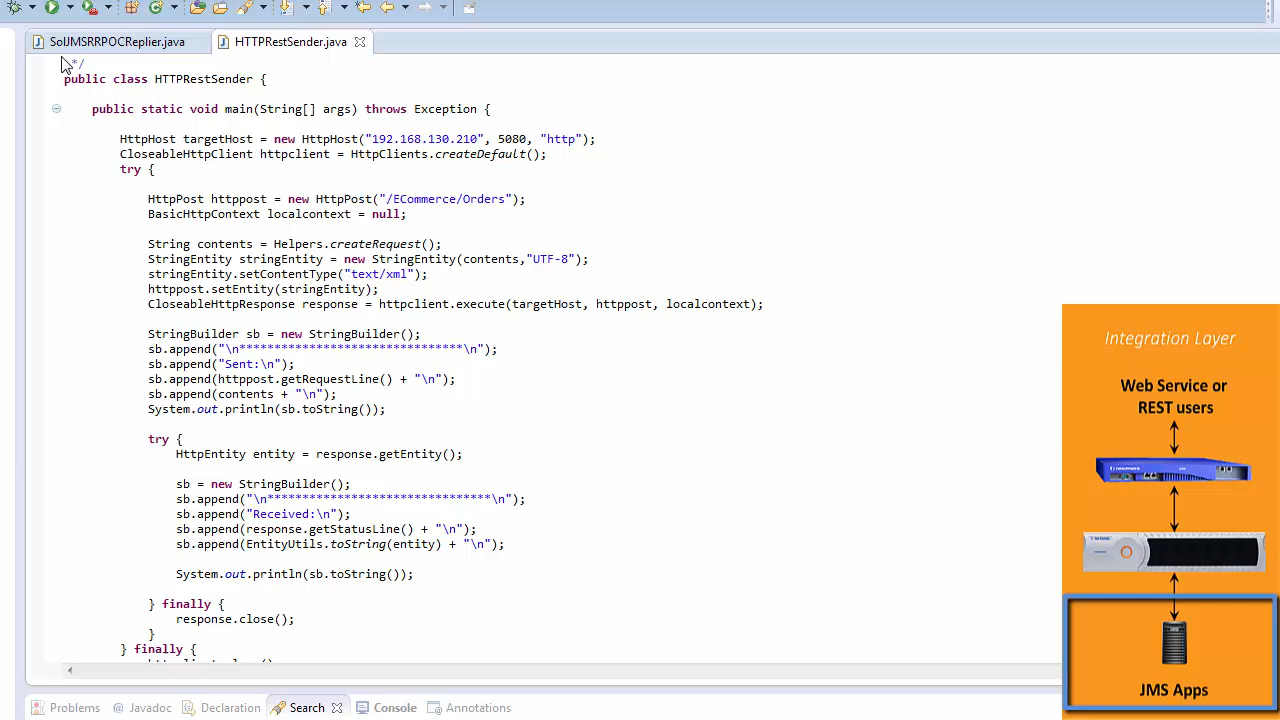 SolJMSRRPOCReplier.java
HTTPRestSender.java
*/
public class HTTPRestSender {
public static void main(String[] args) throws Exception {
HttpHost targetHost = new HttpHost("192.168.130.210", 5080, "http");
CloseableHttpClient httpclient = HttpClients.createDefault();
try {
HttpPost httppost = new HttpPost("/ECommerce/Orders");
BasicHttpContext localcontext = null;
String contents = Helpers.createRequest();
StringEntity stringEntity = new StringEntity(contents,"UTF-8");
stringEntity.setContentType("text/xml");
httppost.setEntity(stringEntity);
CloseableHttpResponse response = httpclient.execute(targetHost, httppost, localcontext);
StringBuilder sb = new StringBuilder();
sb.append("\n********************************\n");
sb.append("Sent:\n");
sb.append(httppost.getRequestLine() + "\n");
sb.append(contents + "\n");
System.out.println(sb.toString());
try {
HttpEntity entity = response.getEntity();
sb = new StringBuilder();
sb.append("\n********************************\n");
sb.append("Received:\n");
sb.append(response.getStatusLine() + "\n");
sb.append(EntityUtils.toString(entity) + "\n");
System.out.println(sb.toString());
} finally {
response.close();
}
} finally {
Integration Layer
Web Service or
REST users
JMS Apps
Problems
@ Javadoc
Declaration
Search
Console
Annotations